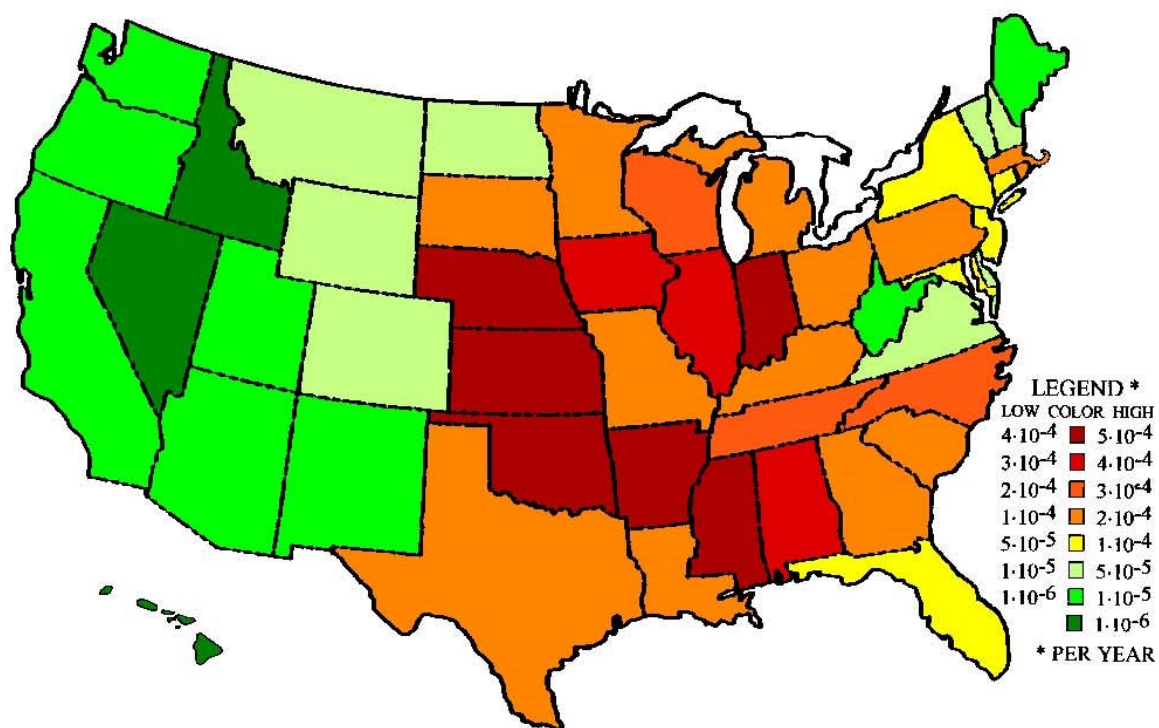 LEGEND *
LOW COLOR HIGH
4·10-4 5·10-4
3·10-4 4·10-4
2·10-4 3·10-4
1·10-4 2·10-4
5·10-5 1·10-4
1·10-5 5·10-5
1·10-6 1·10-5
1·10-6
* PER YEAR